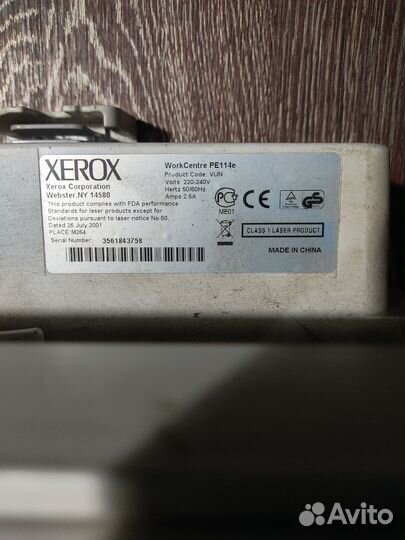 XEROX
Xerox Corporation
Webster,NY 14580
WorkCentre PE114e
Product Code: VIJN
Volts 220-240V
Hertz 50/60Hz
Amps 2.5A
This product complies with FDA performance
Standards for laser products except for
Deviations pursuant to laser notice No.50,
Dated 26 July 2001
PLACE:M264
Serial Number: 3561843758
ME01
CE
CLASS 1 LASER PRODUCT
MADE IN CHINA
Avito